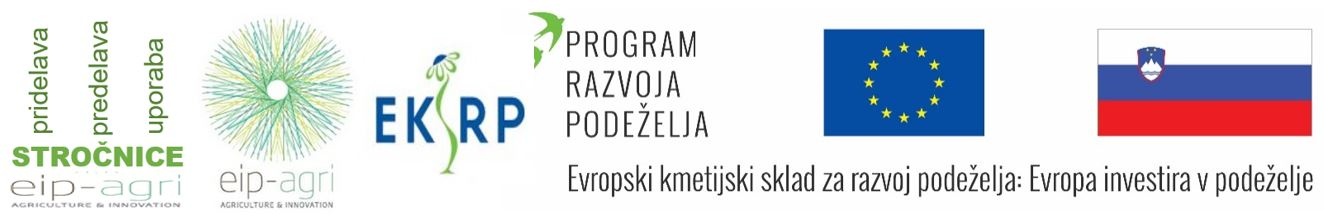 pridelava
predelava
uporaba
STROČNICE
eip-agri
AGRICULTURE & INNOVATION
eip-agri
AGRICULTURE & INNOVATION
EKSRP
PROGRAM
RAZVOJA
PODEŽELJA
Evropski kmetijski sklad za razvoj podeželja: Evropa investira v podeželje